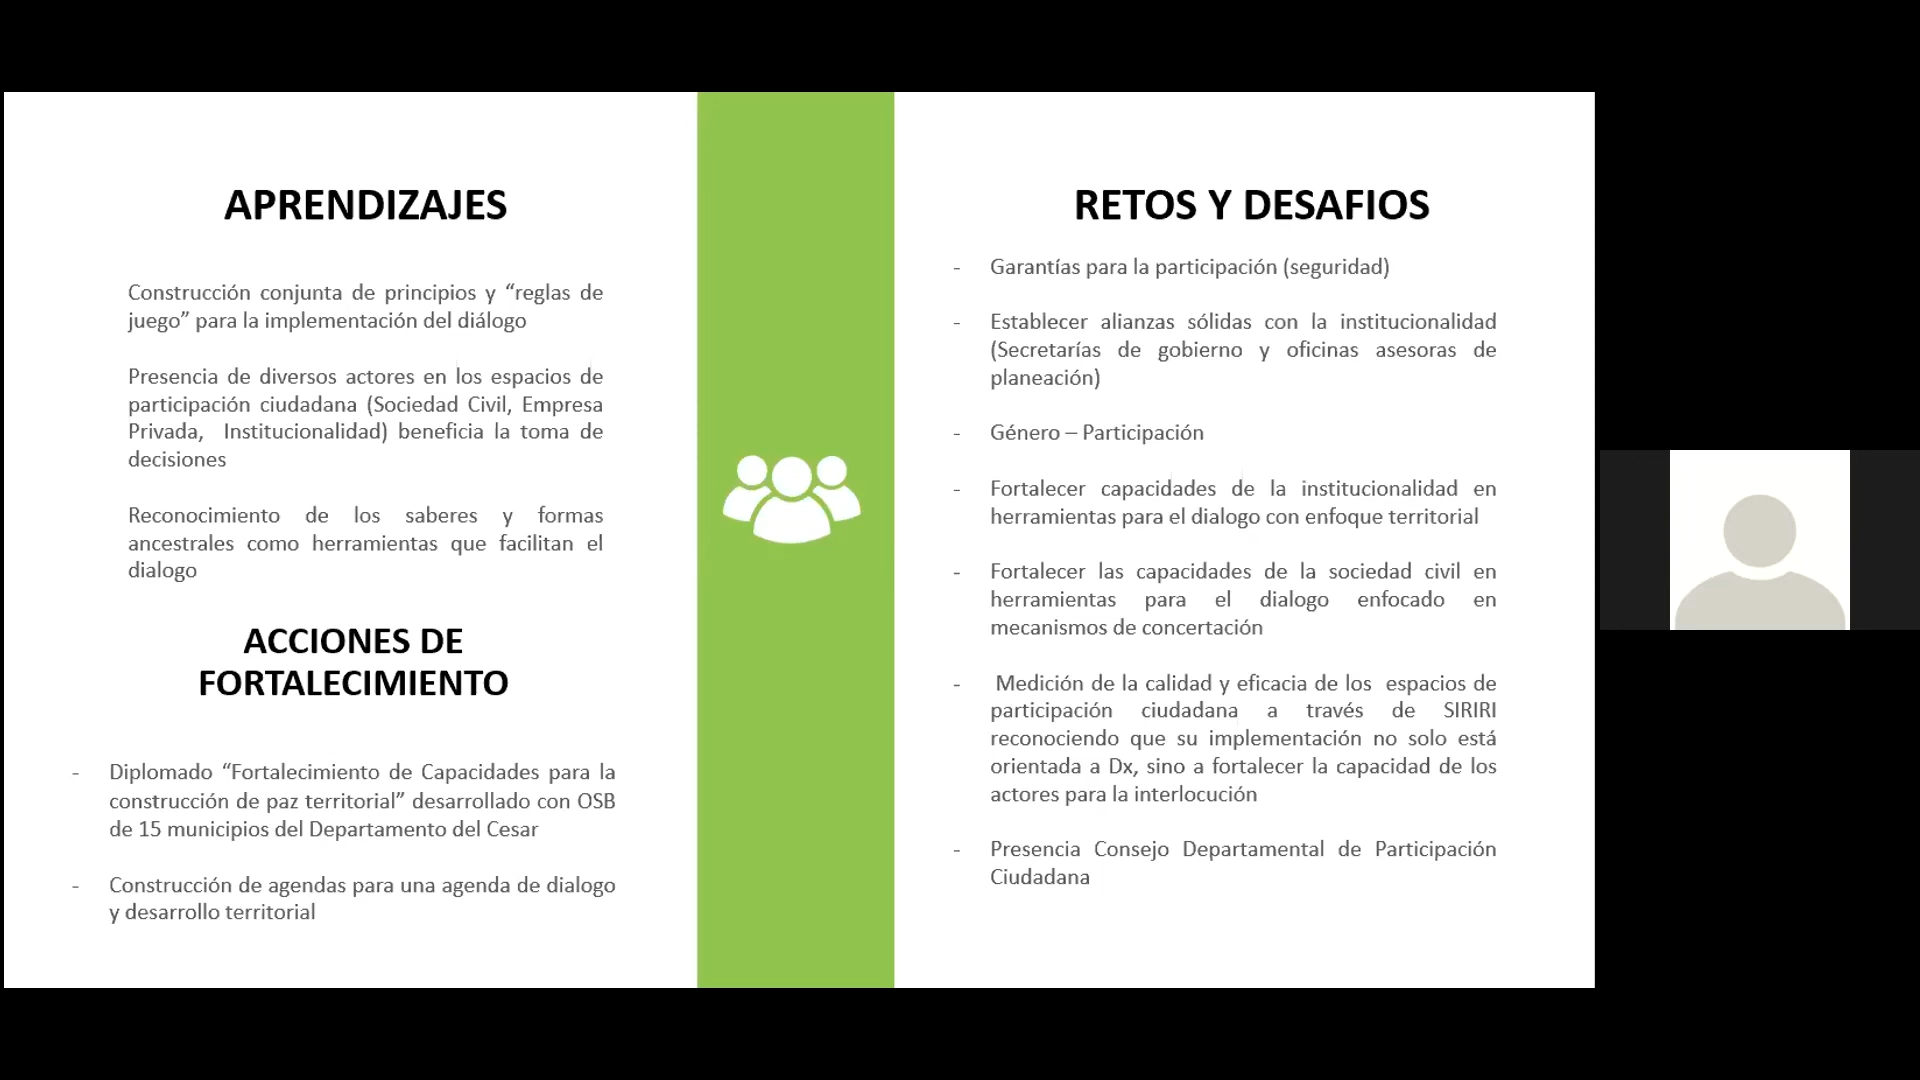 APRENDIZAJES
Construcción conjunta de principios y “reglas de
juego” para la implementación del diálogo
Presencia de diversos actores en los espacios de
participación ciudadana (Sociedad Civil, Empresa
Privada, Institucionalidad) beneficia la toma de
decisiones
Reconocimiento de los saberes y formas
ancestrales como herramientas que facilitan el
dialogo
ACCIONES DE
FORTALECIMIENTO
- Diplomado “Fortalecimiento de Capacidades para la
construcción de paz territorial” desarrollado con OSB
de 15 municipios del Departamento del Cesar
- Construcción de agendas para una agenda de dialogo
y desarrollo territorial
RETOS Y DESAFIOS
- Garantías para la participación (seguridad)
- Establecer alianzas sólidas con la institucionalidad
(Secretarías de gobierno y oficinas asesoras de
planeación)
- Género – Participación
- Fortalecer capacidades de la institucionalidad en
herramientas para el dialogo con enfoque territorial
- Fortalecer las capacidades de la sociedad civil en
herramientas para el dialogo enfocado en
mecanismos de concertación
- Medición de la calidad y eficacia de los espacios de
participación ciudadana a través de SIRIRI
reconociendo que su implementación no solo está
orientada a Dx, sino a fortalecer la capacidad de los
actores para la interlocución
- Presencia Consejo Departamental de Participación
Ciudadana